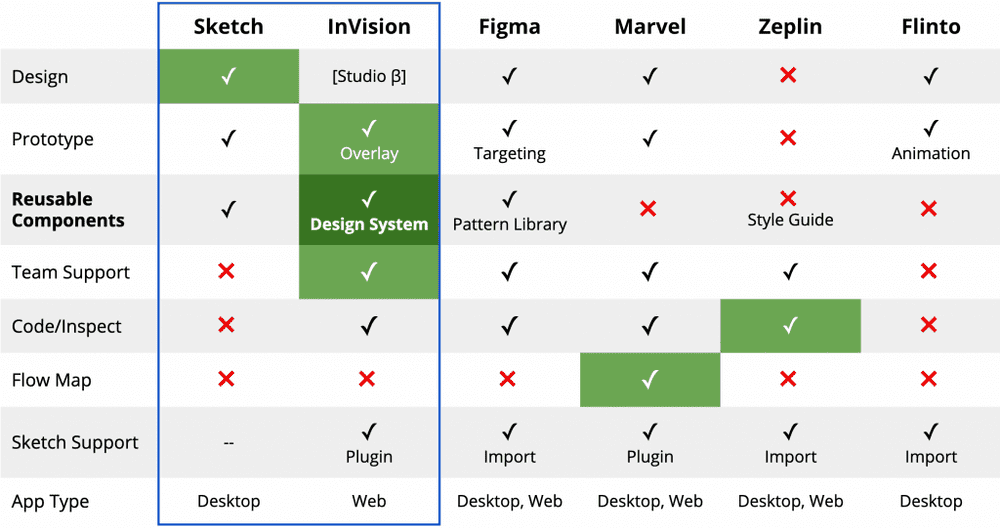 Sketch InVision Figma Marvel Zeplin Flinto
Design ✓ [Studio β] ✓ ✓ ✕ ✓
Prototype ✓ ✓ Overlay ✓ Targeting ✓ ✕ ✓ Animation
Reusable Components ✓ ✓ Design System ✓ Pattern Library ✕ ✕ Style Guide ✕
Team Support ✕ ✓ ✓ ✓ ✓ ✕
Code/Inspect ✕ ✓ ✓ ✓ ✓ ✕
Flow Map ✕ ✕ ✕ ✓ ✕ ✕
Sketch Support -- ✓ Plugin ✓ Import ✓ Plugin ✓ Import ✓ Import
App Type Desktop Web Desktop, Web Desktop, Web Desktop, Web Desktop